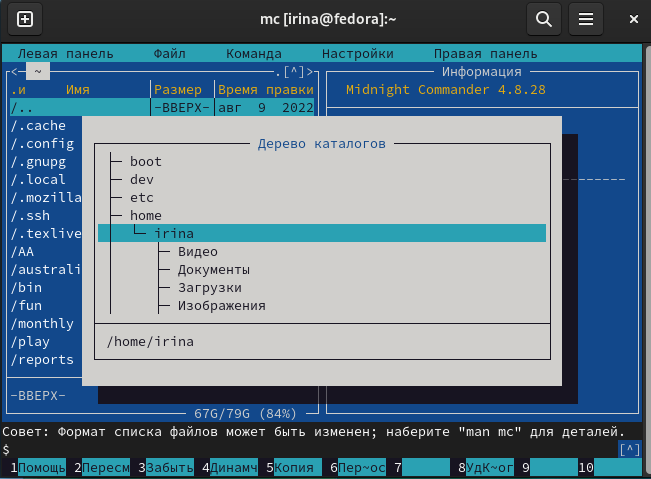 mc [irina@fedora]:~
Левая панель Файл Команда Настройки Правая панель
<─ ~ .[^]> Информация
.и Имя Размер Время правки Midnight Commander 4.8.28
/.. -ВВЕРХ- авг 9 2022
/.cache
/.config Дерево каталогов
/.gnupg boot
/.local dev
/.mozilla etc
/.ssh home
/.texlive irina
/AA Видео
/australi Документы
/bin Загрузки
/fun Изображения
/monthly
/play /home/irina
/reports
-ВВЕРХ-
67G/79G (84%)
Совет: Формат списка файлов может быть изменен; наберите "man mc" для деталей.
$ [^]
1Помощь 2Пересм 3Забыть 4Динамч 5Копия 6Пер~ос 7 8УдК~ог 9 10